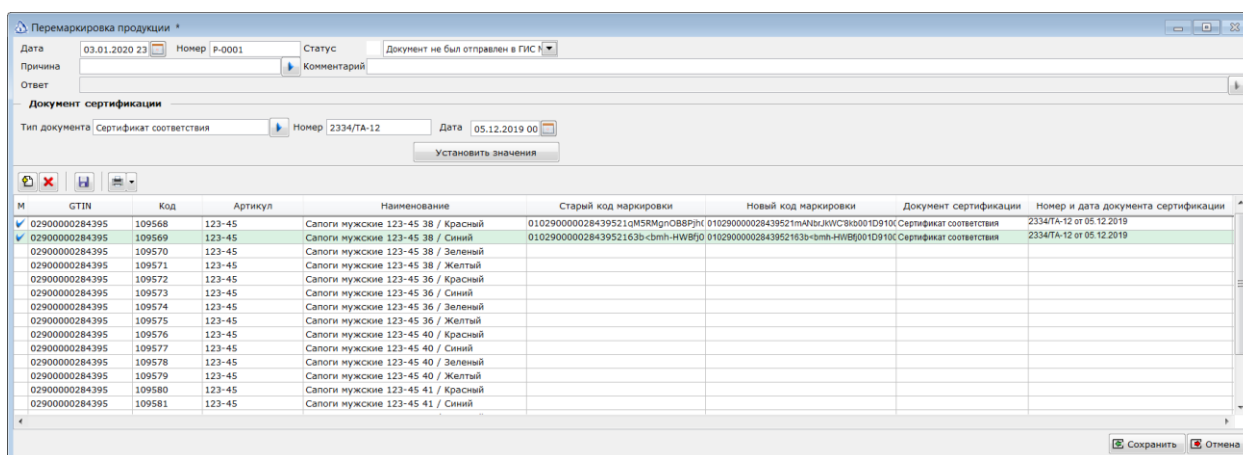 Перемаркировка продукции *
Дата 03.01.2020 23 Номер P-0001 Статус Документ не был отправлен в ГИС М
Причина Комментарий
Ответ
Документ сертификации
Тип документа Сертификат соответствия Номер 2334/TA-12 Дата 05.12.2019 00
Установить значения
М GTIN Код Артикул Наименование Старый код маркировки Новый код маркировки Документ сертификации Номер и дата документа сертификации
02900000284395 109568 123-45 Сапоги мужские 123-45 38 / Красный Сертификат соответствия 2334/TA-12 от 05.12.2019
02900000284395 109569 123-45 Сапоги мужские 123-45 38 / Синий Сертификат соответствия 2334/TA-12 от 05.12.2019
02900000284395 109570 123-45 Сапоги мужские 123-45 38 / Зеленый
02900000284395 109571 123-45 Сапоги мужские 123-45 38 / Желтый
02900000284395 109572 123-45 Сапоги мужские 123-45 36 / Красный
02900000284395 109573 123-45 Сапоги мужские 123-45 36 / Синий
02900000284395 109574 123-45 Сапоги мужские 123-45 36 / Зеленый
02900000284395 109575 123-45 Сапоги мужские 123-45 36 / Желтый
02900000284395 109576 123-45 Сапоги мужские 123-45 40 / Красный
02900000284395 109577 123-45 Сапоги мужские 123-45 40 / Синий
02900000284395 109578 123-45 Сапоги мужские 123-45 40 / Зеленый
02900000284395 109579 123-45 Сапоги мужские 123-45 40 / Желтый
02900000284395 109580 123-45 Сапоги мужские 123-45 41 / Красный
02900000284395 109581 123-45 Сапоги мужские 123-45 41 / Синий
Сохранить Отмена